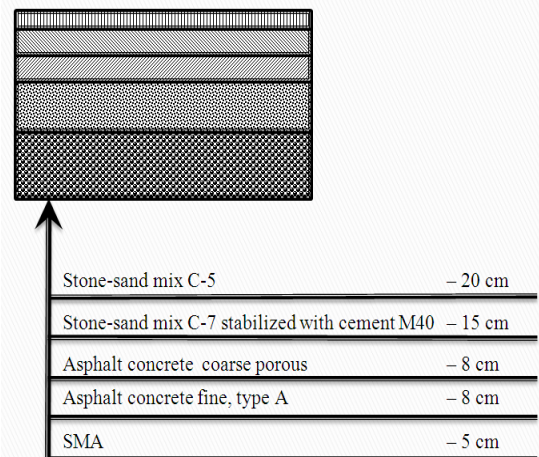 Stone-sand mix C-5 – 20 cm
Stone-sand mix C-7 stabilized with cement M40 – 15 cm
Asphalt concrete coarse porous – 8 cm
Asphalt concrete fine, type A – 8 cm
SMA – 5 cm